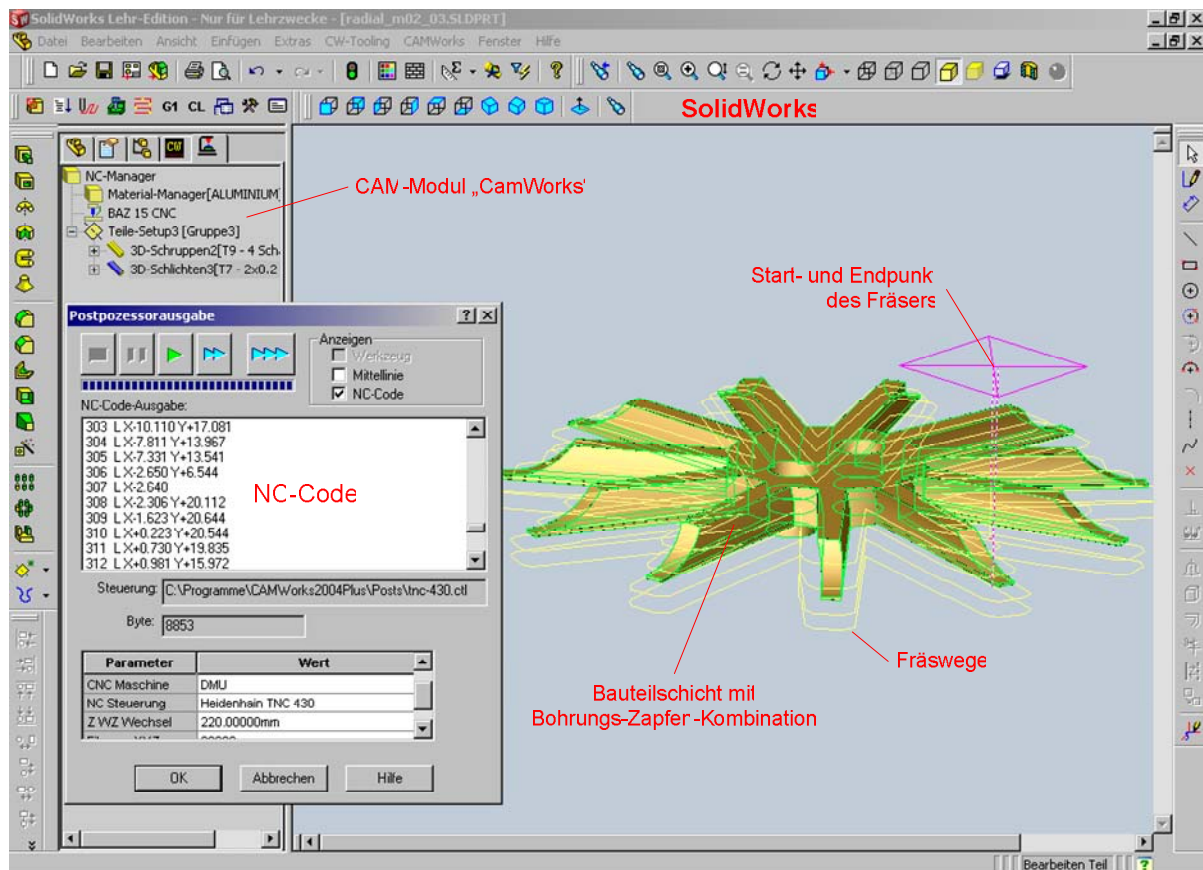 SolidWorks Lehr-Edition - Nur für Lehrzwecke - [radial_m02_03.SLDPRT]
Datei Bearbeiten Ansicht Einfügen Extras CW-Tooling CAMWorks Fenster Hilfe
G1 CL
SolidWorks
NC-Manager
Material-Manager[ALUMINIUM]
BAZ 15 CNC
Teile-Setup3 [Gruppe3]
3D-Schruppen2[T9 - 4 Sch
3D-Schlichten3[T7 - 2x0.2
CAM-Modul „CamWorks“
Start- und Endpunk
des Fräsers
Postpozessorausgabe
Anzeigen
Werkzeug
Mittellinie
NC-Code
NC-Code-Ausgabe:
303 L X-10.110 Y+17.081
304 L X-7.811 Y+13.967
305 L X-7.331 Y+13.541
306 L X-2.650 Y+6.544
307 L X-2.640
308 L X-2.306 Y+20.112
309 L X-1.623 Y+20.644
310 L X+0.223 Y+20.544
311 L X+0.730 Y+19.835
312 L X+0.981 Y+15.972
NC-Code
Steuerung: C:\Programme\CAMWorks2004Plus\Posts\tnc-430.ctl
Byte: 8853
Parameter Wert
CNC Maschine DMU
NC Steuerung Heidenhain TNC 430
Z WZ Wechsel 220.00000mm
OK Abbrechen Hilfe
Fräswege
Bauteilschicht mit
Bohrungs-Zapfer-Kombination
Bearbeiten Teil